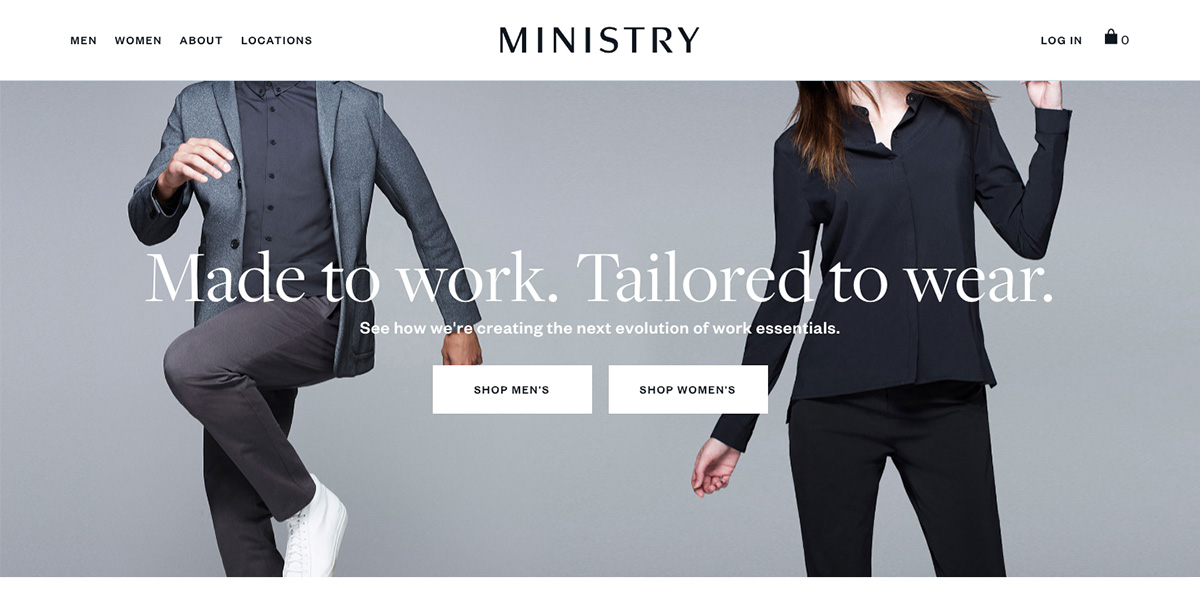 MEN WOMEN ABOUT LOCATIONS
MINISTRY
LOG IN 0
Made to work. Tailored to wear.
See how we're creating the next evolution of work essentials.
SHOP MEN'S
SHOP WOMEN'S